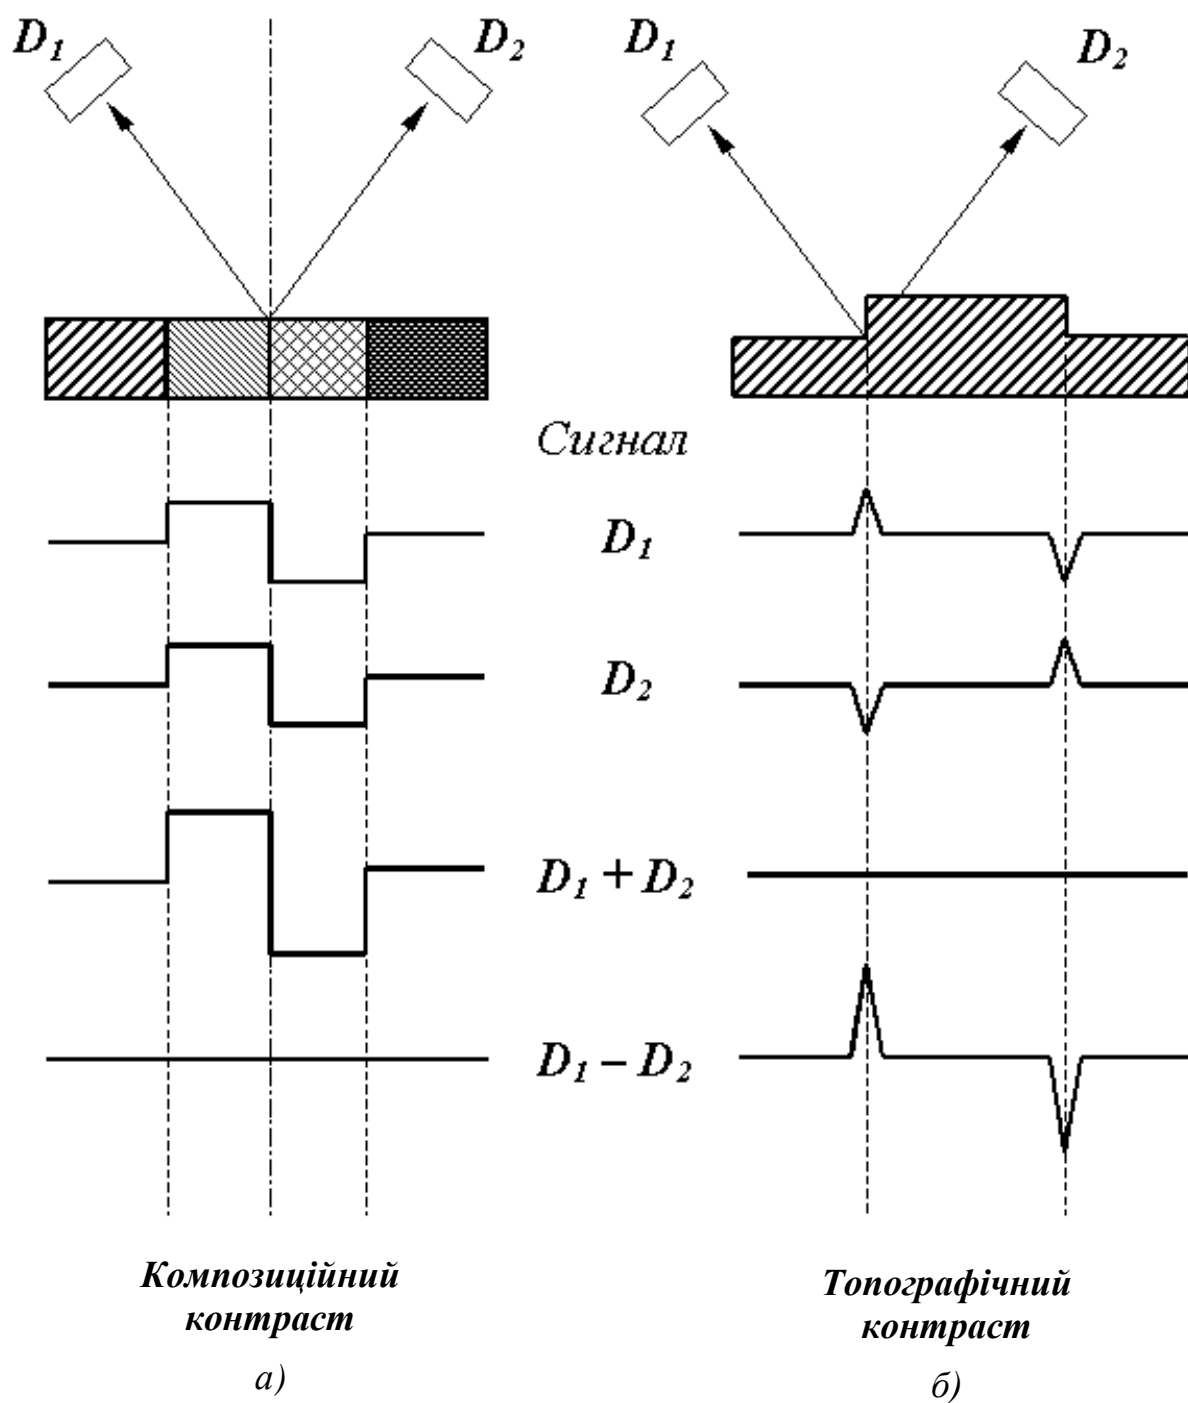 D₁ D₂ D₁ D₂
Сигнал
D₁
D₂
D₁ + D₂
D₁ – D₂
Композиційний
контраст
а)
Топографічний
контраст
б)